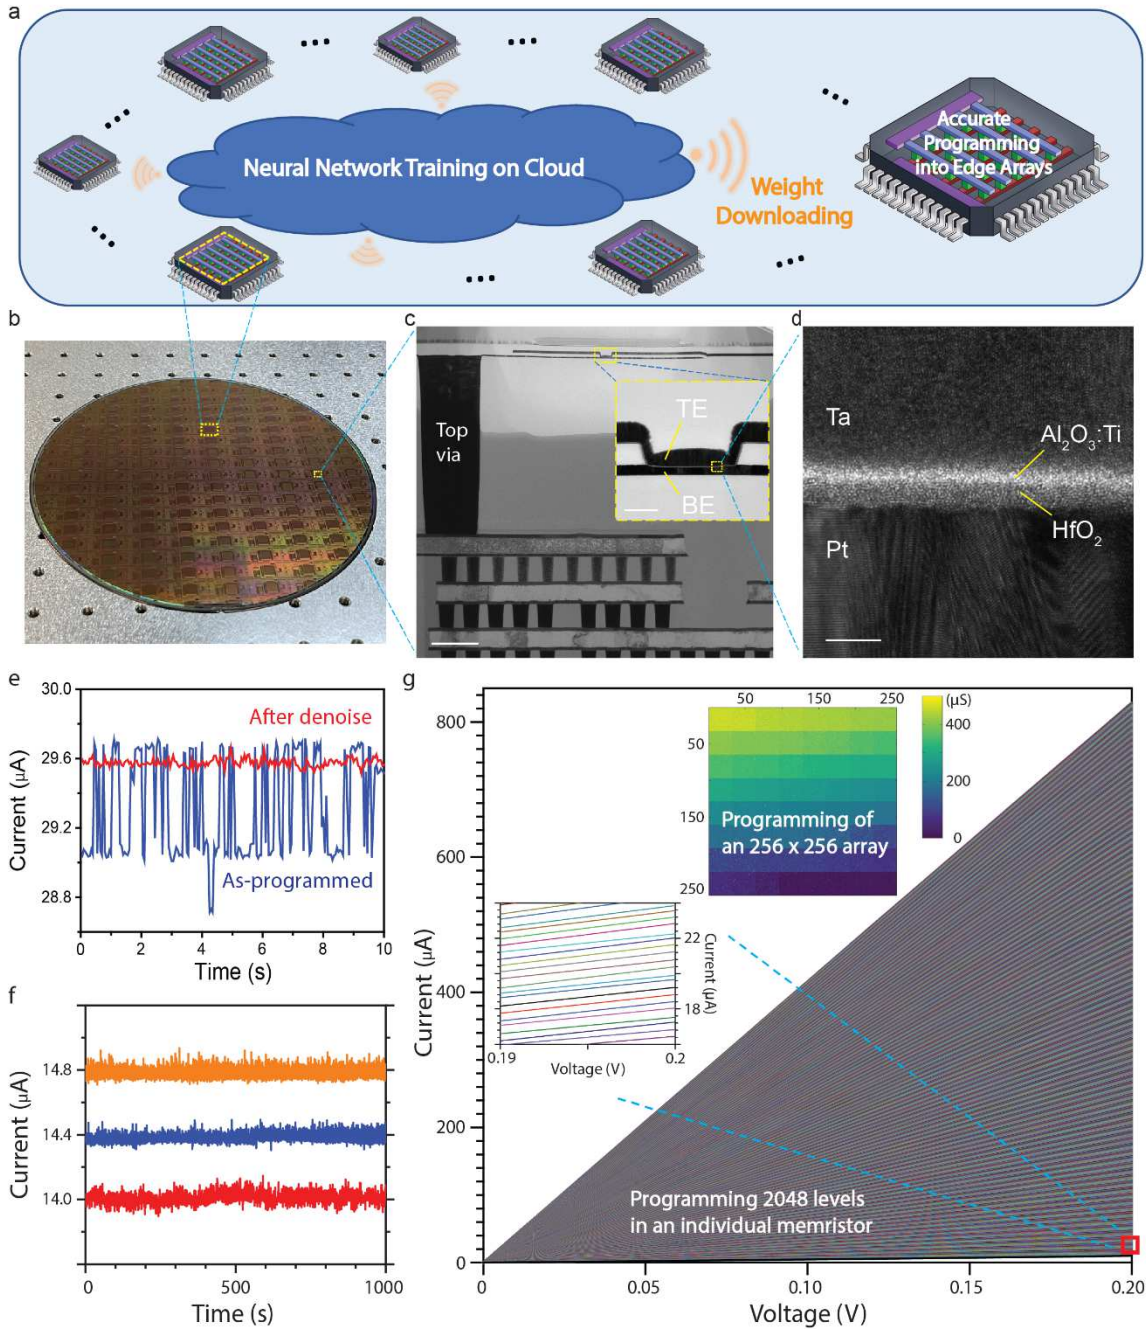 a
Neural Network Training on Cloud
Weight
Downloading
Accurate
Programming
into Edge Arrays
b
c
Top
via
TE
BE
d
Ta
Al2O3:Ti
HfO2
Pt
e
30.0
29.6
29.2
28.8
Current (μA)
After denoise
As-programmed
0 2 4 6 8 10
Time (s)
f
14.8
14.4
14.0
Current (μA)
0 500 1000
Time (s)
g
800
600
400
200
0
Current (μA)
50 150 250
50
150
250
Programming of
an 256 x 256 array
(μS)
400
200
0
22
18
Current (μA)
0.19 0.2
Voltage (V)
Programming 2048 levels
in an individual memristor
0 0.05 0.10 0.15 0.20
Voltage (V)